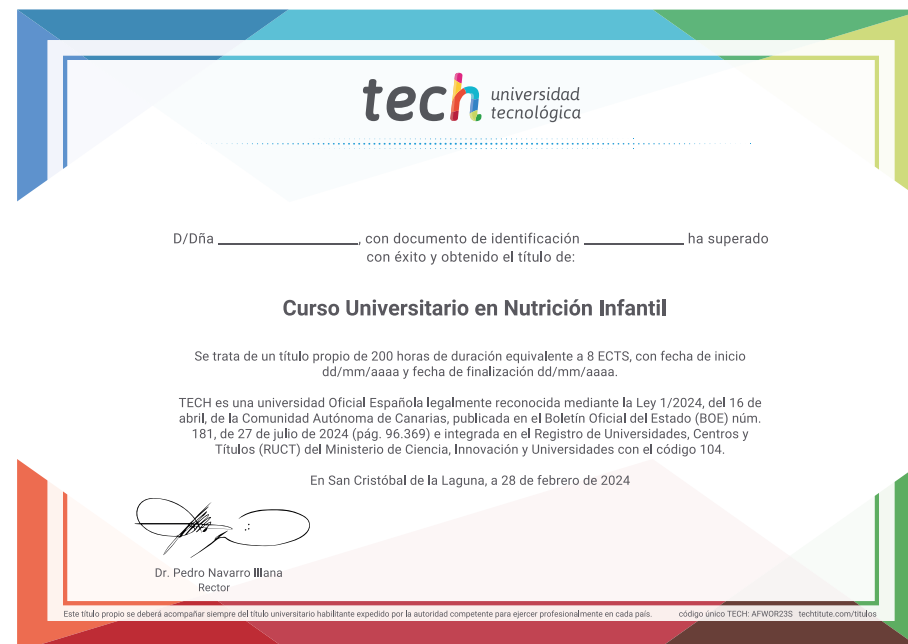 tech universidad
tecnológica
D/Dña ______________, con documento de identificación __________ ha superado
con éxito y obtenido el título de:
Curso Universitario en Nutrición Infantil
Se trata de un título propio de 200 horas de duración equivalente a 8 ECTS, con fecha de inicio
dd/mm/aaaa y fecha de finalización dd/mm/aaaa.
TECH es una universidad Oficial Española legalmente reconocida mediante la Ley 1/2024, del 16 de
abril, de la Comunidad Autónoma de Canarias, publicada en el Boletín Oficial del Estado (BOE) núm.
181, de 27 de julio de 2024 (pág. 96.369) e integrada en el Registro de Universidades, Centros y
Títulos (RUCT) del Ministerio de Ciencia, Innovación y Universidades con el código 104.
En San Cristóbal de la Laguna, a 28 de febrero de 2024
Dr. Pedro Navarro Illana
Rector
Este título propio se deberá acompañar siempre del título universitario habilitante expedido por la autoridad competente para ejercer profesionalmente en cada país. código único TECH: AFWOR23S techtitute.com/titulos